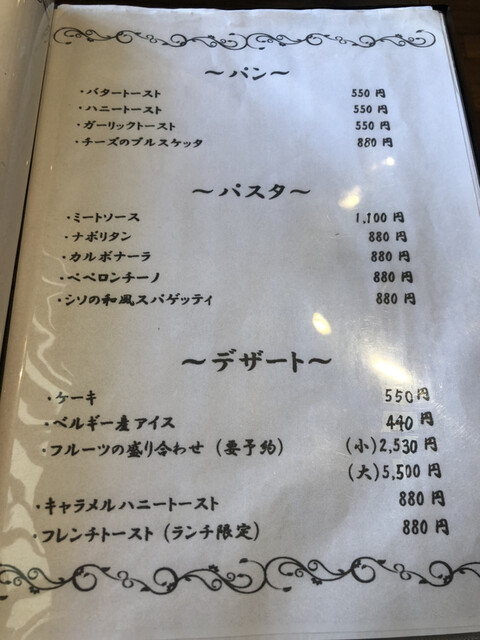 ～パン～
・バタートースト 550円
・ハニートースト 550円
・ガーリックトースト 550円
・チーズのブルスケッタ 880円
～パスタ～
・ミートソース 1,100円
・ナポリタン 880円
・カルボナーラ 880円
・ペペロンチーノ 880円
・シソの和風スパゲッティ 880円
～デザート～
・ケーキ 550円
・ベルギー産アイス 440円
・フルーツの盛り合わせ（要予約） (小)2,530円
(大)5,500円
・キャラメルハニートースト 880円
・フレンチトースト（ランチ限定） 880円